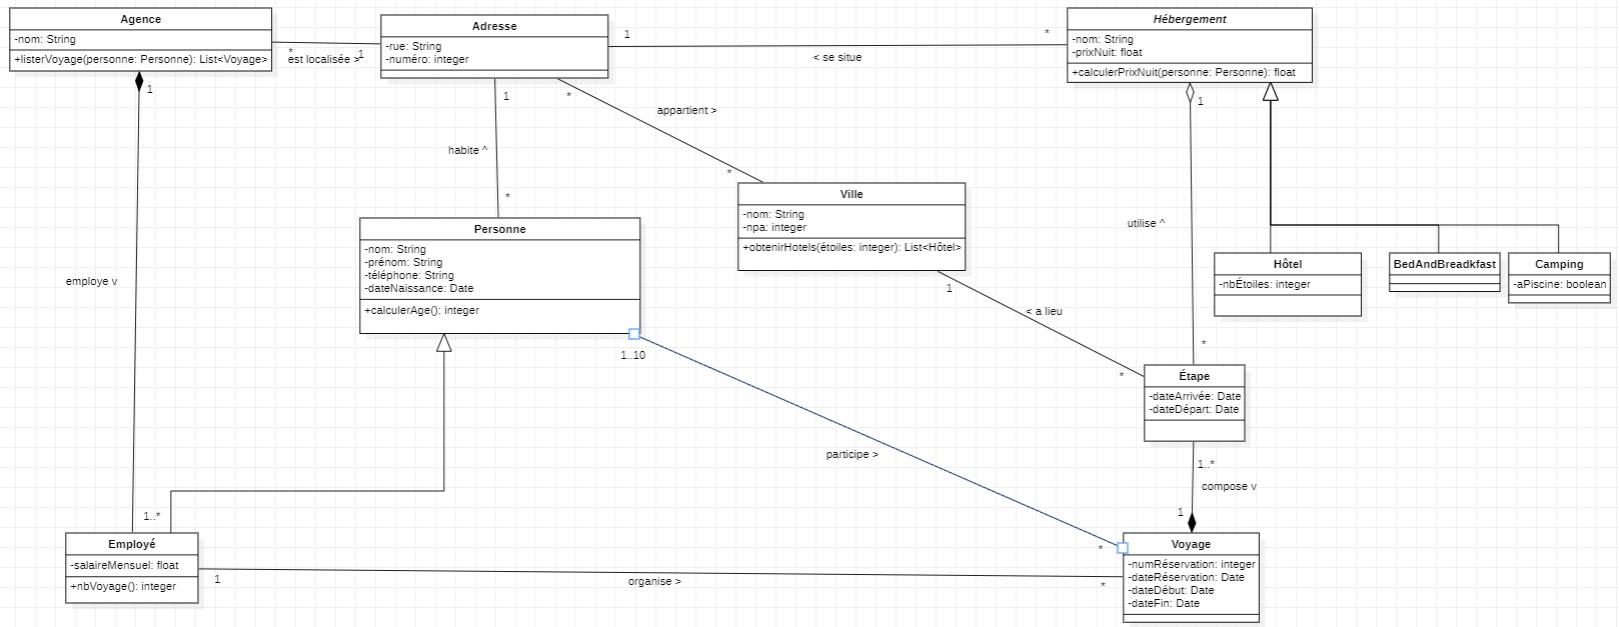 Agence
-nom: String
+listerVoyage(personne: Personne): List<Voyage>
1
*
est localisée >
1
Adresse
-rue: String
-numéro: integer
1
*
< se situe
Hébergement
-nom: String
-prixNuit: float
+calculerPrixNuit(personne: Personne): float
1
1
habite ^
*
*
appartient >
*
Ville
-nom: String
-npa: integer
+obtenirHotels(étoiles: integer): List<Hôtel>
1
< a lieu
*
utilise ^
*
Hôtel
-nbÉtoiles: integer
BedAndBreadkfast
Camping
-aPiscine: boolean
Personne
-nom: String
-prénom: String
-téléphone: String
-dateNaissance: Date
+calculerAge(): integer
1..10
employe v
participe >
*
Étape
-dateArrivée: Date
-dateDépart: Date
1..*
compose v
1
1..*
Employé
-salaireMensuel: float
+nbVoyage(): integer
1
organise >
*
Voyage
-numRéservation: integer
-dateRéservation: Date
-dateDébut: Date
-dateFin: Date